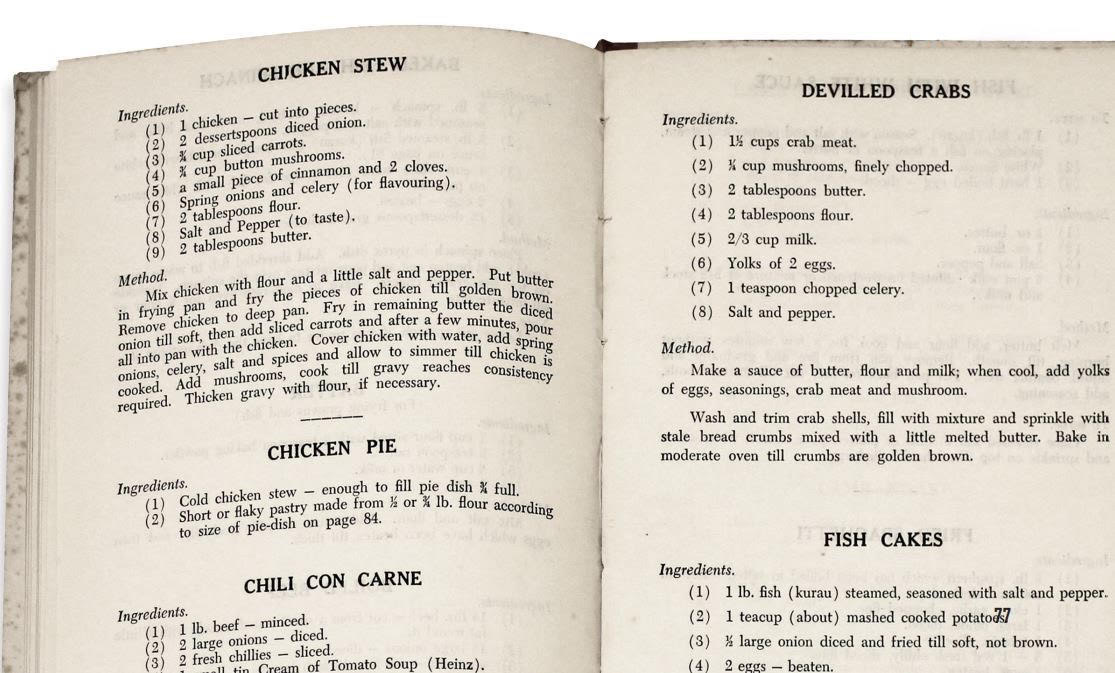 CHICKEN STEW
Ingredients.
(1) 1 chicken — cut into pieces.
(2) 2 dessertspoons diced onion.
(3) ¾ cup sliced carrots.
(4) ¾ cup button mushrooms.
(5) a small piece of cinnamon and 2 cloves.
(6) Spring onions and celery (for flavouring).
(7) 2 tablespoons flour.
(8) Salt and Pepper (to taste).
(9) 2 tablespoons butter.
Method.
Mix chicken with flour and a little salt and pepper. Put butter
in frying pan and fry the pieces of chicken till golden brown.
Remove chicken to deep pan. Fry in remaining butter the diced
onion till soft, then add sliced carrots and after a few minutes, pour
all into pan with the chicken. Cover chicken with water, add spring
onions, celery, salt and spices and allow to simmer till chicken is
cooked. Add mushrooms, cook till gravy reaches consistency
required. Thicken gravy with flour, if necessary.
CHICKEN PIE
Ingredients.
(1) Cold chicken stew — enough to fill pie dish ¾ full.
(2) Short or flaky pastry made from ½ or ¾ lb. flour according
to size of pie-dish on page 84.
CHILI CON CARNE
Ingredients.
(1) 1 lb. beef — minced.
(2) 2 large onions — diced.
(3) 2 fresh chillies — sliced.
small tin Cream of Tomato Soup (Heinz).
DEVILLED CRABS
Ingredients.
(1) 1½ cups crab meat.
(2) ¼ cup mushrooms, finely chopped.
(3) 2 tablespoons butter.
(4) 2 tablespoons flour.
(5) 2/3 cup milk.
(6) Yolks of 2 eggs.
(7) 1 teaspoon chopped celery.
(8) Salt and pepper.
Method.
Make a sauce of butter, flour and milk; when cool, add yolks
of eggs, seasonings, crab meat and mushroom.
Wash and trim crab shells, fill with mixture and sprinkle with
stale bread crumbs mixed with a little melted butter. Bake in
moderate oven till crumbs are golden brown.
FISH CAKES
Ingredients.
(1) 1 lb. fish (kurau) steamed, seasoned with salt and pepper.
(2) 1 teacup (about) mashed cooked potatoes
77
(3) ½ large onion diced and fried till soft, not brown.
(4) 2 eggs — beaten.